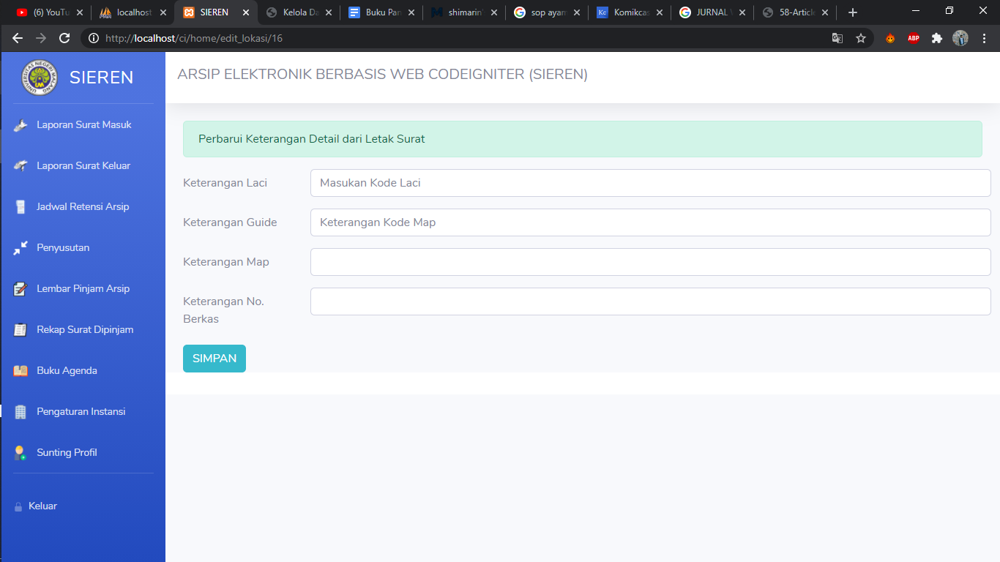 (6) YouTu
localhost
SIEREN
Kelola Da
Buku Pan
shimarin'
sop ayam
Komikcas
JURNAL
58-Article
http://localhost/ci/home/edit_lokasi/16
ABP
SIEREN
ARSIP ELEKTRONIK BERBASIS WEB CODEIGNITER (SIEREN)
Laporan Surat Masuk
Laporan Surat Keluar
Jadwal Retensi Arsip
Penyusutan
Lembar Pinjam Arsip
Rekap Surat Dipinjam
Buku Agenda
Pengaturan Instansi
Sunting Profil
Keluar
Perbarui Keterangan Detail dari Letak Surat
Keterangan Laci
Masukan Kode Laci
Keterangan Guide
Keterangan Kode Map
Keterangan Map
Keterangan No.
Berkas
SIMPAN